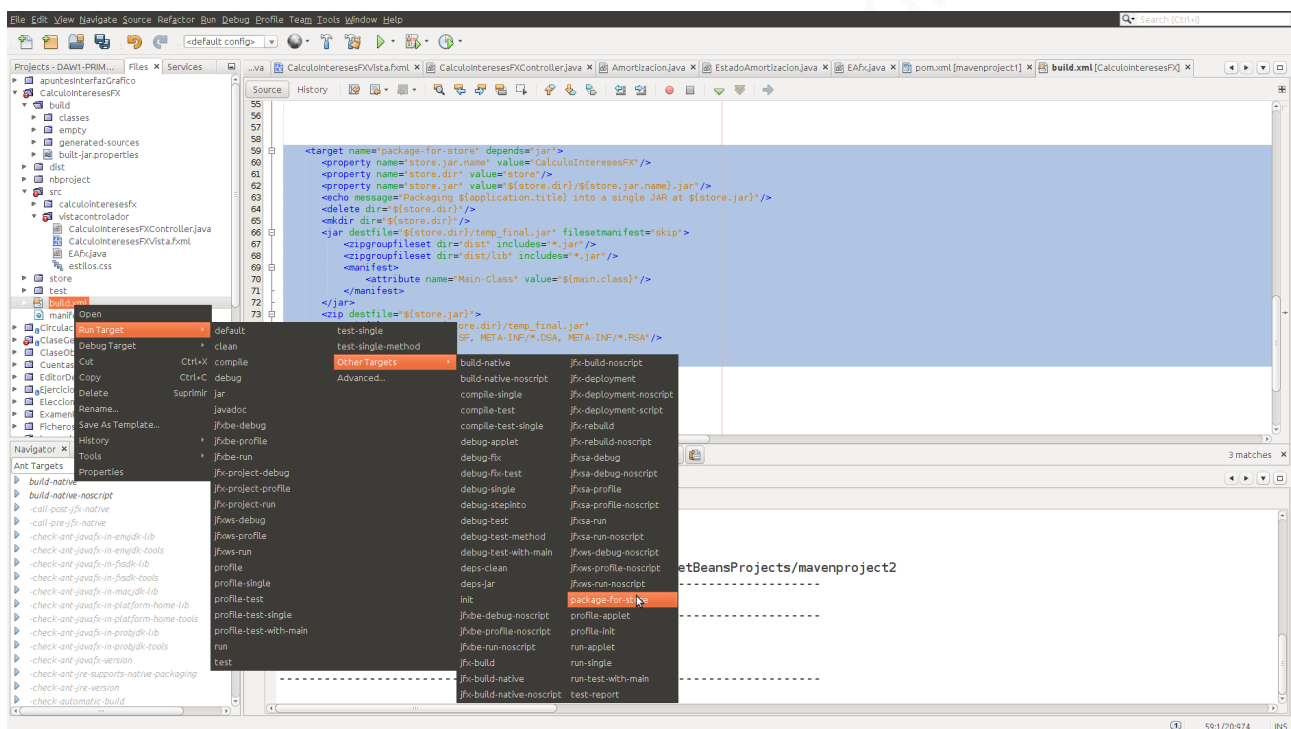 File Edit View Navigate Source Refactor Run Debug Profile Team Tools Window Help
Search (Ctrl+I)
<default config>
Projects - DAW1-PRIM...
Files
Services
...va
CalculoInteresesFXVista.fxml
CalculoInteresesFXController.java
Amortizacion.java
EstadoAmortizacion.java
EAfx.java
pom.xml [mavenproject1]
build.xml [CalculoInteresesFX]
apuntesInterfazGrafico
CalculoInteresesFX
build
classes
empty
generated-sources
built-jar.properties
dist
nbproject
src
calculointeresesfx
vistacontrolador
CalculoInteresesFXController.java
CalculoInteresesFXVista.fxml
EAfx.java
estilos.css
store
test
build.xml
manif
Circulac
ClaseGe
ClaseOb
Cuentas
EditorDe
Ejercicio
Eleccion
Examen
Ficheros
Source
History
55
56
57
58
59 <target name="package-for-store" depends="jar">
60 <property name="store.jar.name" value="CalculoInteresesFX"/>
61 <property name="store.dir" value="store"/>
62 <property name="store.jar" value="${store.dir}/${store.jar.name}.jar"/>
63 <echo message="Packaging ${application.title} into a single JAR at ${store.jar}"/>
64 <delete dir="${store.dir}"/>
65 <mkdir dir="${store.dir}"/>
66 <jar destfile="${store.dir}/temp_final.jar" filesetmanifest="skip">
67 <zipgroupfileset dir="dist" includes="*.jar"/>
68 <zipgroupfileset dir="dist/lib" includes="*.jar"/>
69 <manifest>
70 <attribute name="Main-Class" value="${main.class}"/>
71 </manifest>
72 </jar>
73 <zip destfile="${store.jar}">
ore.dir}/temp_final.jar"
SF, META-INF/*.DSA, META-INF/*.RSA"/>
Open
Run Target
Debug Target
Cut Ctrl+X
Copy Ctrl+C
Delete Suprimir
Rename...
Save As Template...
History
Tools
Properties
default
clean
compile
debug
jar
javadoc
jfxbe-debug
jfxbe-profile
jfxbe-run
jfx-project-debug
jfx-project-profile
jfx-project-run
jfxws-debug
jfxws-profile
jfxws-run
profile
profile-single
profile-test
profile-test-single
profile-test-with-main
run
test
test-single
test-single-method
Other Targets
Advanced...
build-native
build-native-noscript
compile-single
compile-test
compile-test-single
debug-applet
debug-fix
debug-fix-test
debug-single
debug-stepinto
debug-test
debug-test-method
debug-test-with-main
deps-clean
deps-jar
init
jfxbe-debug-noscript
jfxbe-profile-noscript
jfxbe-run-noscript
jfx-build
jfx-build-native
jfx-build-native-noscript
jfx-build-noscript
jfx-deployment
jfx-deployment-noscript
jfx-deployment-script
jfx-rebuild
jfx-rebuild-noscript
jfxsa-debug
jfxsa-debug-noscript
jfxsa-profile
jfxsa-profile-noscript
jfxsa-run
jfxsa-run-noscript
jfxws-debug-noscript
jfxws-profile-noscript
jfxws-run-noscript
package-for-store
profile-applet
profile-init
run-applet
run-single
run-test-with-main
test-report
Navigator
Ant Targets
build-native
build-native-noscript
-call-post-jfx-native
-call-pre-jfx-native
-check-ant-javafx-in-envjdk-lib
-check-ant-javafx-in-envjdk-tools
-check-ant-javafx-in-fxsdk-lib
-check-ant-javafx-in-fxsdk-tools
-check-ant-javafx-in-macjdk-lib
-check-ant-javafx-in-platform-home-lib
-check-ant-javafx-in-platform-home-tools
-check-ant-javafx-in-probjdk-lib
-check-ant-javafx-in-probjdk-tools
-check-ant-javafx-version
-check-ant-jre-supports-native-packaging
-check-ant-jre-version
-check-automatic-build
3 matches
etBeansProjects/mavenproject2
--------------------
--------------------
--------------------
1
59:1/20:974
INS